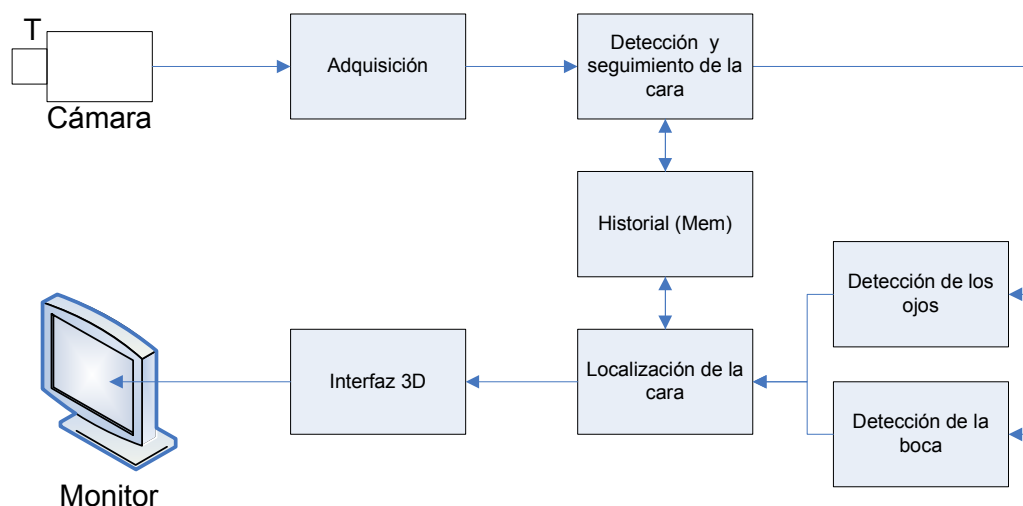 T
Cámara
Adquisición
Detección y
seguimiento de la
cara
Historial (Mem)
Detección de los
ojos
Detección de la
boca
Localización de la
cara
Interfaz 3D
Monitor